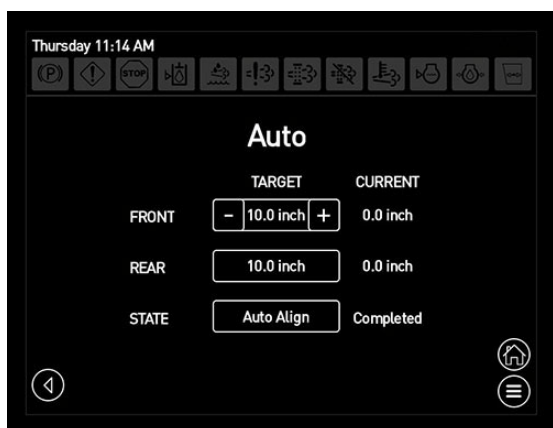 Thursday 11:14 AM
(P) STOP
Auto
TARGET CURRENT
FRONT - 10.0 inch + 0.0 inch
REAR 10.0 inch 0.0 inch
STATE Auto Align Completed